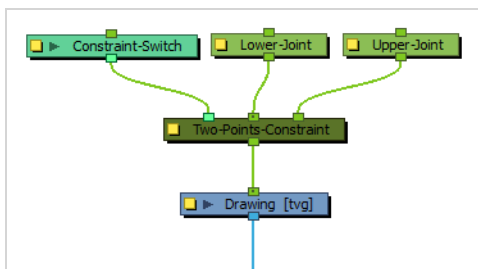 Constraint-Switch
Lower-Joint
Upper-Joint
Two-Points-Constraint
Drawing [tvg]